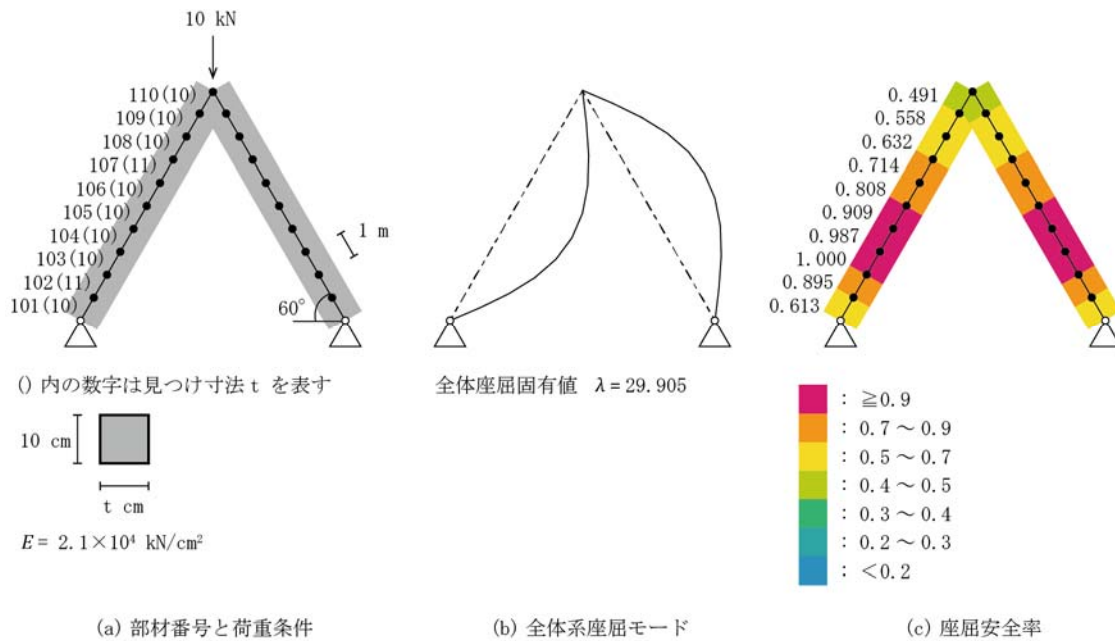 10 kN
110(10)
109(10)
108(10)
107(11)
106(10)
105(10)
104(10)
103(10)
102(11)
101(10)
1 m
60°
() 内の数字は見つけ寸法 t を表す
10 cm
t cm
E= 2.1×10⁴ kN/cm²
(a) 部材番号と荷重条件
全体座屈固有値 λ=29.905
(b) 全体系座屈モード
0.491
0.558
0.632
0.714
0.808
0.909
0.987
1.000
0.895
0.613
: ≧0.9
: 0.7～0.9
: 0.5～0.7
: 0.4～0.5
: 0.3～0.4
: 0.2～0.3
: <0.2
(c) 座屈安全率